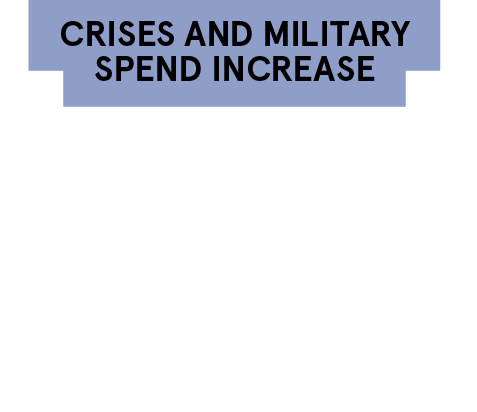 CRISES AND MILITARY
SPEND INCREASE